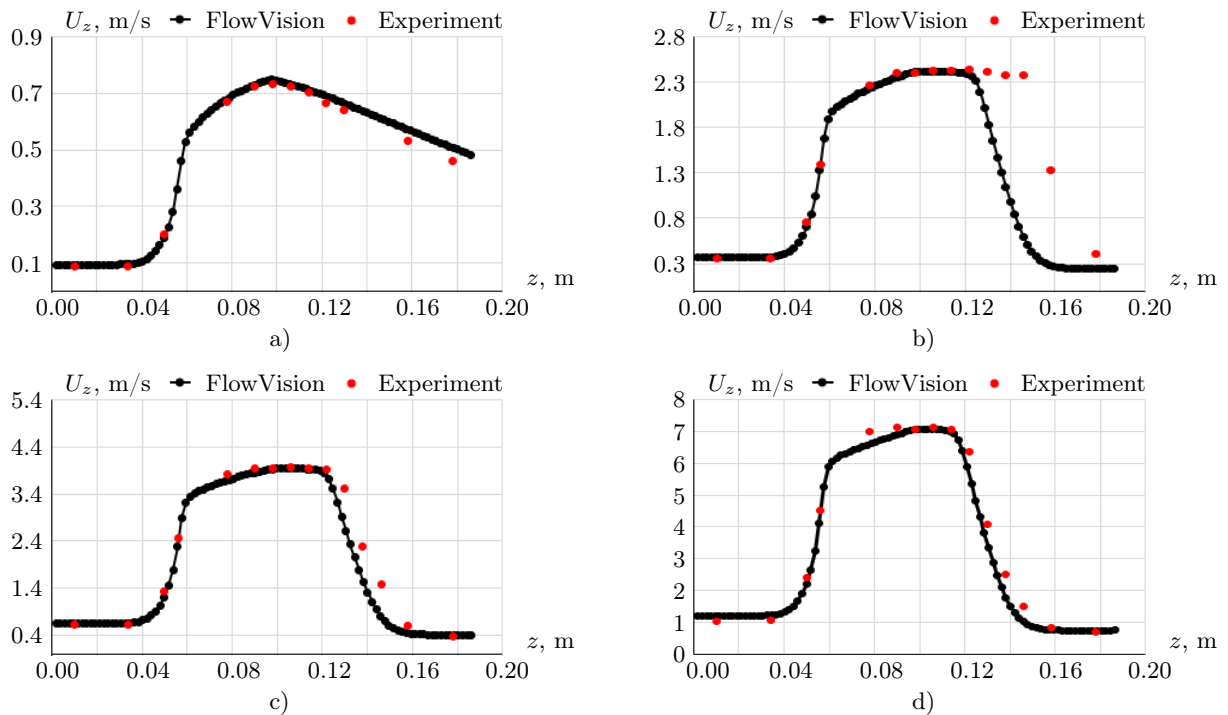 U_z, m/s FlowVision Experiment
0.9
0.7
0.5
0.3
0.1
z, m
0.00 0.04 0.08 0.12 0.16 0.20
a)
U_z, m/s FlowVision Experiment
2.8
2.3
1.8
1.3
0.8
0.3
z, m
0.00 0.04 0.08 0.12 0.16 0.20
b)
U_z, m/s FlowVision Experiment
5.4
4.4
3.4
2.4
1.4
0.4
z, m
0.00 0.04 0.08 0.12 0.16 0.20
c)
U_z, m/s FlowVision Experiment
8
7
6
5
4
3
2
1
0
z, m
0.00 0.04 0.08 0.12 0.16 0.20
d)